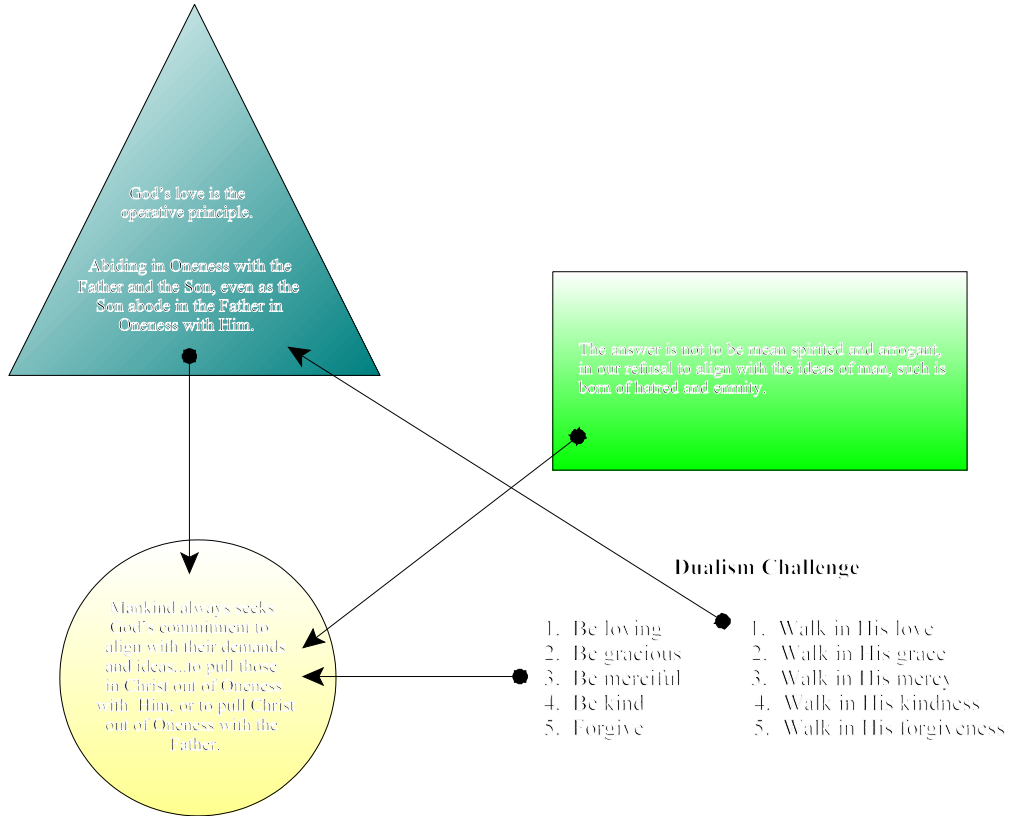 God's love is the
operative principle.
Abiding in Oneness with the
Father and the Son, even as the
Son abode in the Father in
Oneness with Him.
The answer is not to be mean spirited and arrogant,
in our refusal to align with the ideas of man, such is
born of hatred and enmity.
Mankind always seeks
God's commitment to
align with their demands
and ideas...to pull those
in Christ out of Oneness
with Him, or to pull Christ
out of Oneness with the
Father.
Dualism Challenge
1. Be loving
2. Be gracious
3. Be merciful
4. Be kind
5. Forgive
1. Walk in His love
2. Walk in His grace
3. Walk in His mercy
4. Walk in His kindness
5. Walk in His forgiveness